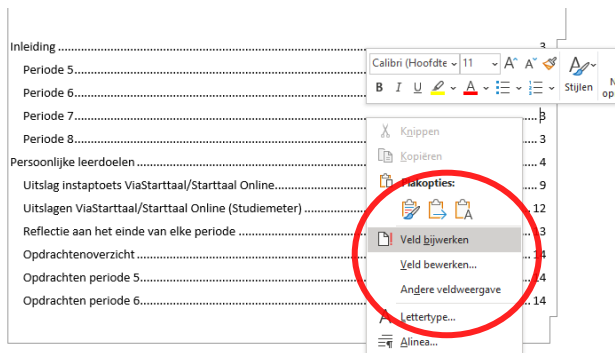 Inleiding ... 3
Periode 5...
Periode 6...
Periode 7... 3
Periode 8... 3
Persoonlijke leerdoelen ... 4
Uitslag instaptoets ViaStarttaal/Starttaal Online... 9
Uitslagen ViaStarttaal/Starttaal Online (Studiemeter) ... 12
Reflectie aan het einde van elke periode ... 13
Opdrachtenoverzicht ... 14
Opdrachten periode 5... 14
Opdrachten periode 6... 14
Calibri (Hoofdte 11 A A
B I U A Stijlen
Knippen
Kopiëren
Plakopties:
Veld bijwerken
Veld bewerken...
Andere veldweergave
Lettertype...
Alinea...